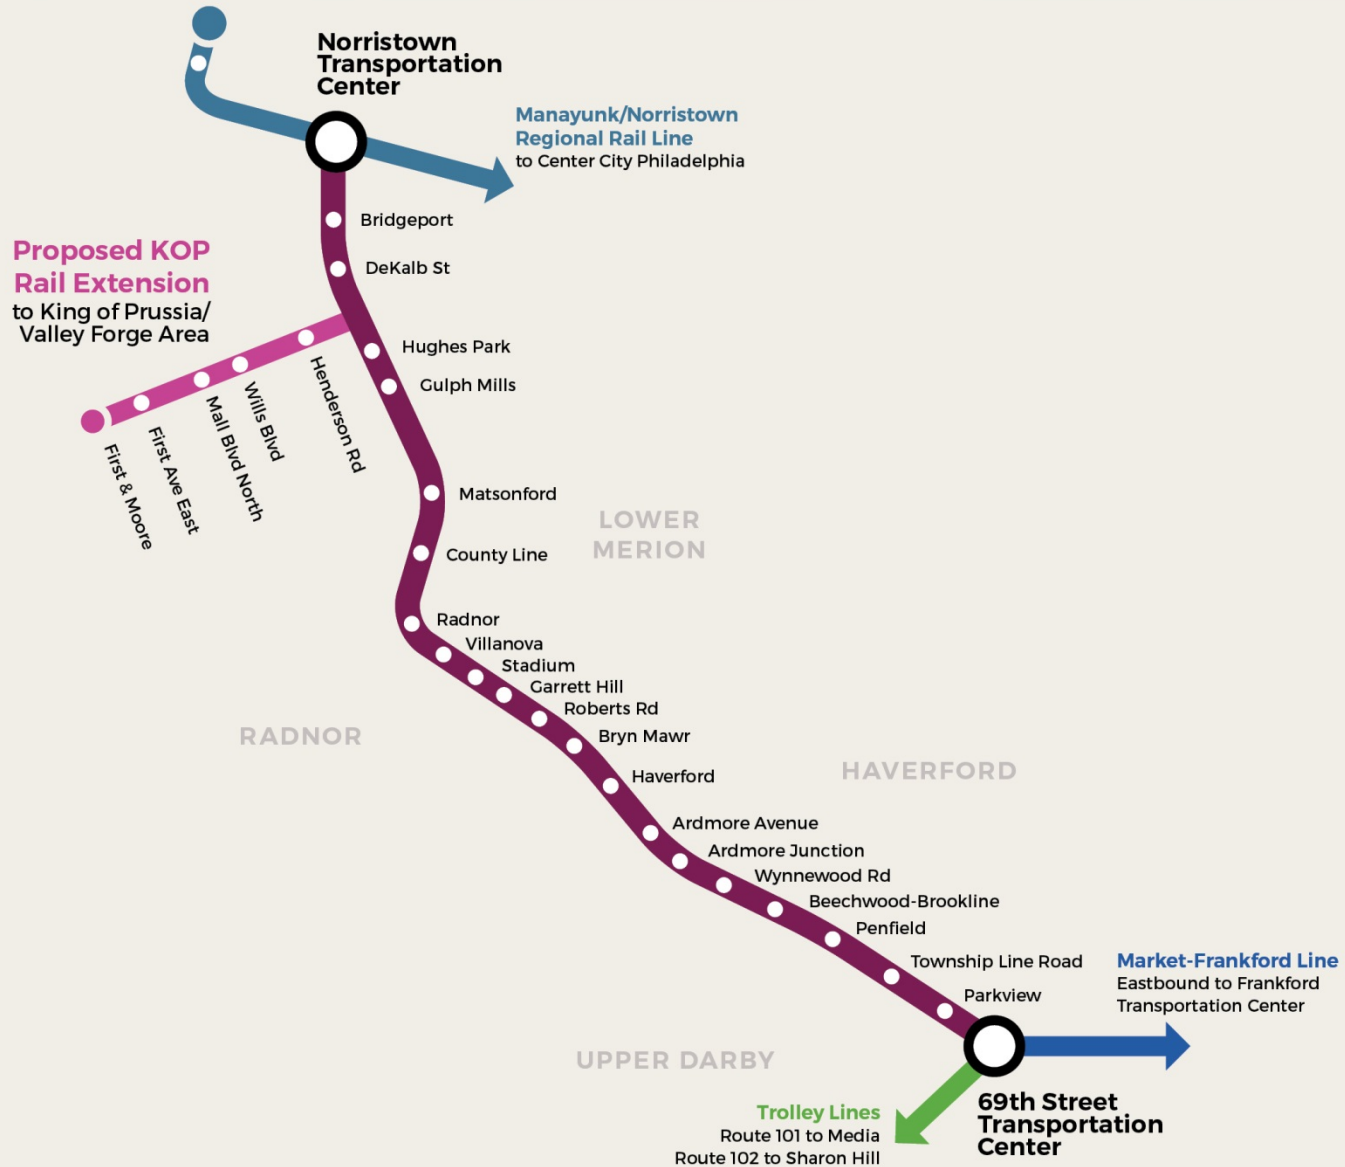 Norristown
Transportation
Center
Manayunk/Norristown
Regional Rail Line
to Center City Philadelphia
Bridgeport
Proposed KOP
Rail Extension
to King of Prussia/
Valley Forge Area
DeKalb St
Hughes Park
Gulph Mills
Henderson Rd
Wills Blvd
Mall Blvd North
First Ave East
First & Moore
Matsonford
LOWER
MERION
County Line
Radnor
Villanova
Stadium
Garrett Hill
Roberts Rd
RADNOR
Bryn Mawr
HAVERFORD
Haverford
Ardmore Avenue
Ardmore Junction
Wynnewood Rd
Beechwood-Brookline
Penfield
Township Line Road
Parkview
Market-Frankford Line
Eastbound to Frankford
Transportation Center
UPPER DARBY
69th Street
Transportation
Center
Trolley Lines
Route 101 to Media
Route 102 to Sharon Hill